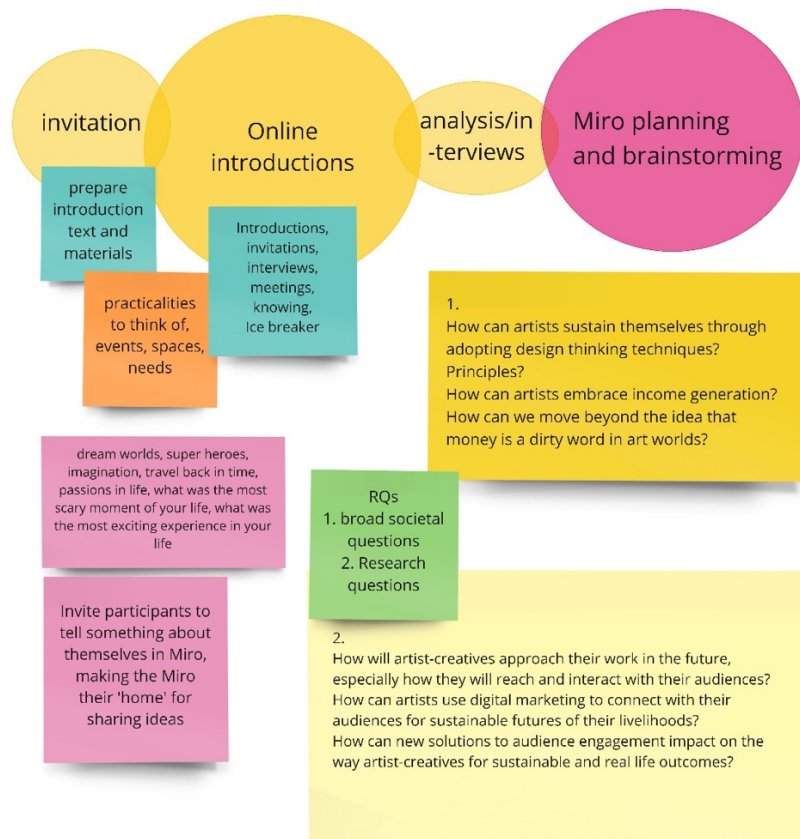 invitation
Online
introductions
analysis/in
-terviews
Miro planning
and brainstorming
prepare
introduction
text and
materials
Introductions,
invitations,
interviews,
meetings,
knowing,
Ice breaker
practicalities
to think of,
events, spaces,
needs
1.
How can artists sustain themselves through
adopting design thinking techniques?
Principles?
How can artists embrace income generation?
How can we move beyond the idea that
money is a dirty word in art worlds?
dream worlds, super heroes,
imagination, travel back in time,
passions in life, what was the most
scary moment of your life, what was
the most exciting experience in your
life
RQs
1. broad societal
questions
2. Research
questions
Invite participants to
tell something about
themselves in Miro,
making the Miro
their 'home' for
sharing ideas
2.
How will artist-creatives approach their work in the future,
especially how they will reach and interact with their audiences?
How can artists use digital marketing to connect with their
audiences for sustainable futures of their livelihoods?
How can new solutions to audience engagement impact on the
way artist-creatives for sustainable and real life outcomes?